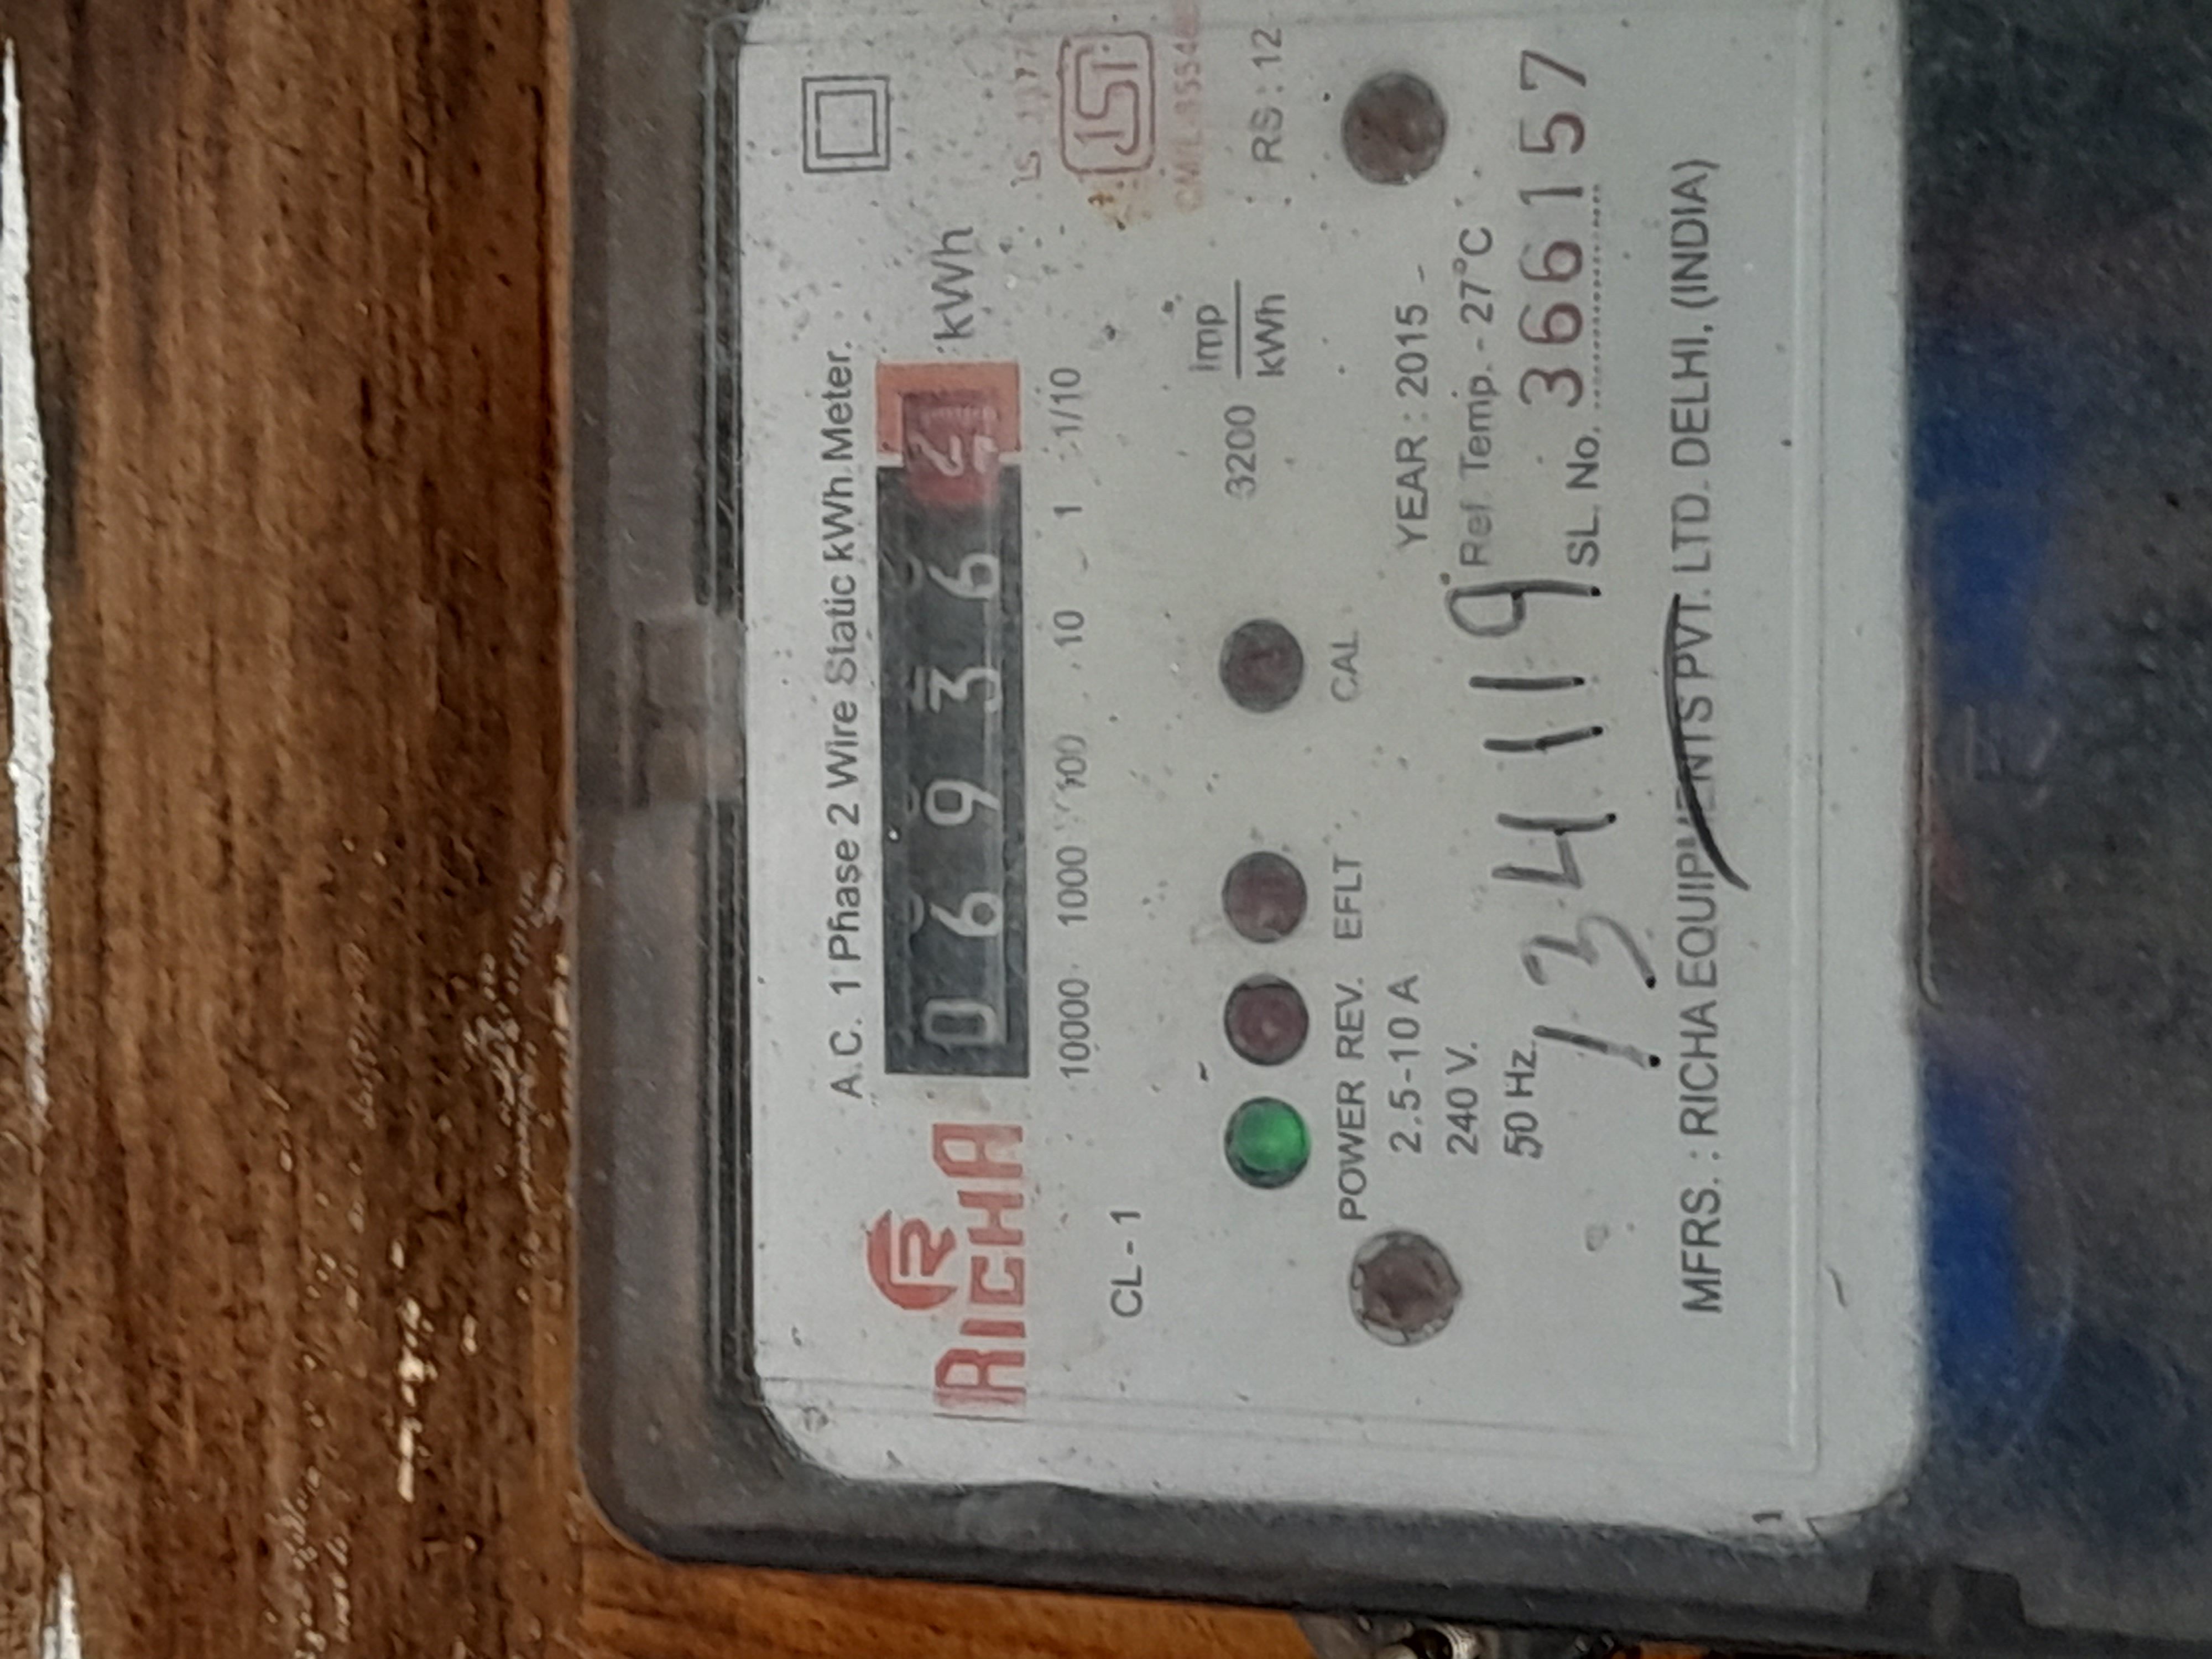 A.C. 1 Phase 2 Wire Static kWh Meter.
RICHA
0 6 9 3 6
kWh
10000 1000 100 10 1 1/10
CL-1
3200 imp/kWh
RS : 12
POWER REV. EFLT CAL
2.5-10 A
YEAR : 2015
240 V.
Ref. Temp. - 27°C
50 Hz.
SL. No. 366157
134119
MFRS. : RICHA EQUIPMENTS PVT. LTD. DELHI, (INDIA)